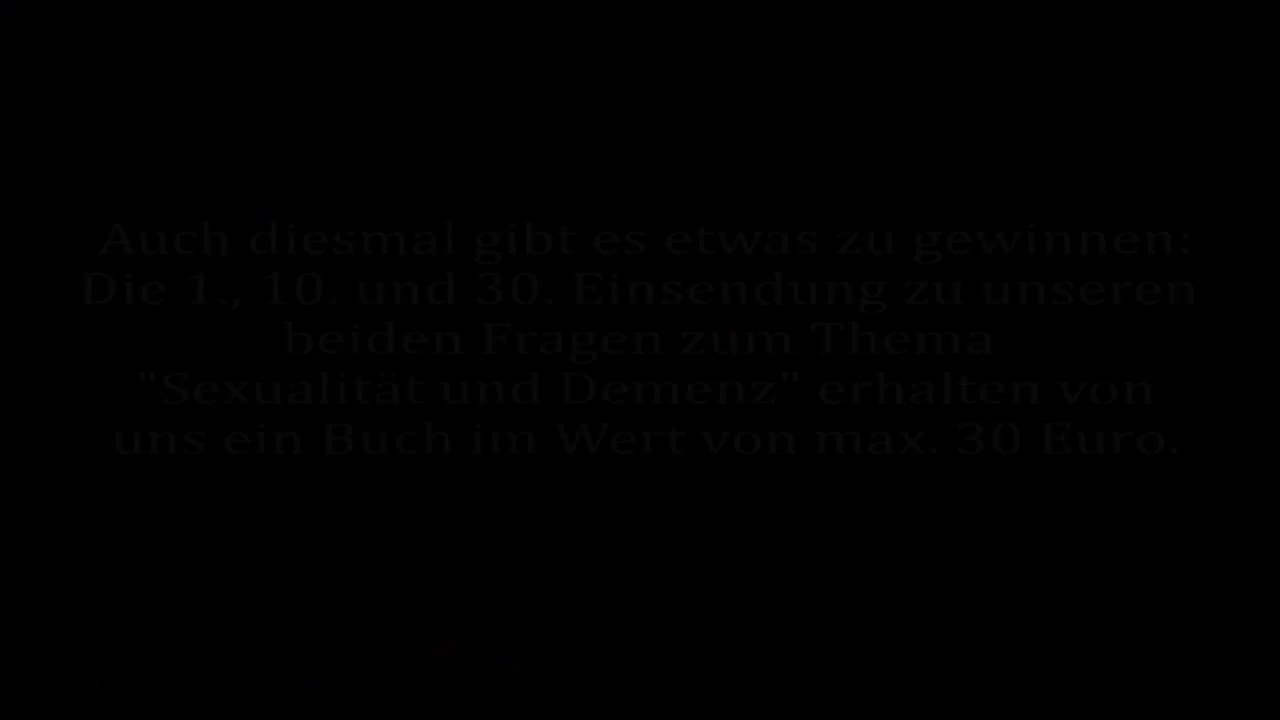 Auch diesmal gibt es etwas zu gewinnen:
Die 1., 10. und 30. Einsendung zu unseren
beiden Fragen zum Thema
"Sexualität und Demenz" erhalten von
uns ein Buch im Wert von max. 30 Euro.